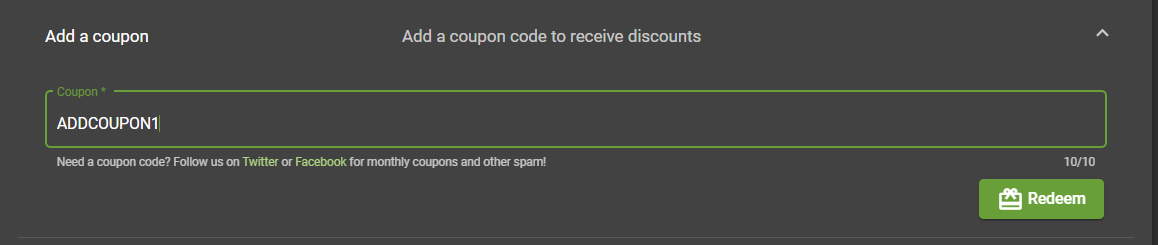 Add a coupon Add a coupon code to receive discounts
Coupon *
ADDCOUPON1
Need a coupon code? Follow us on Twitter or Facebook for monthly coupons and other spam! 10/10
Redeem